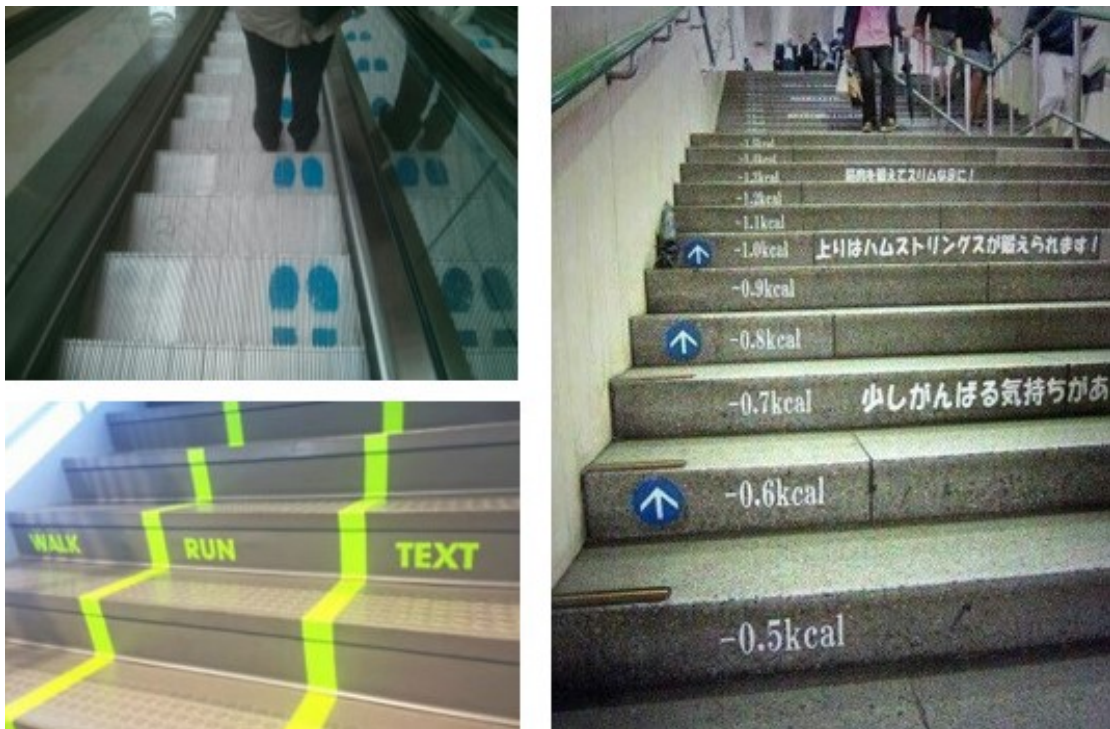 WALK RUN TEXT
-1.2kcal
-1.1kcal
-1.0kcal 上りはハムストリングスが鍛えられます!
-0.9kcal
-0.8kcal
-0.7kcal 少しがんばる気持ちがあ
-0.6kcal
-0.5kcal